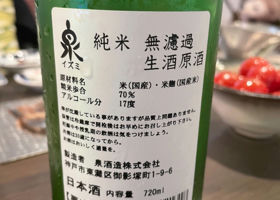 泉
イズミ
純米 無濾過
生酒原酒
原材料名 米(国産)・米麹(国産米)
精米歩合 70%
アルコール分 17度
製造者 泉酒造株式会社
神戸市東灘区御影塚町1-9-6
日本酒 内容量 720ml